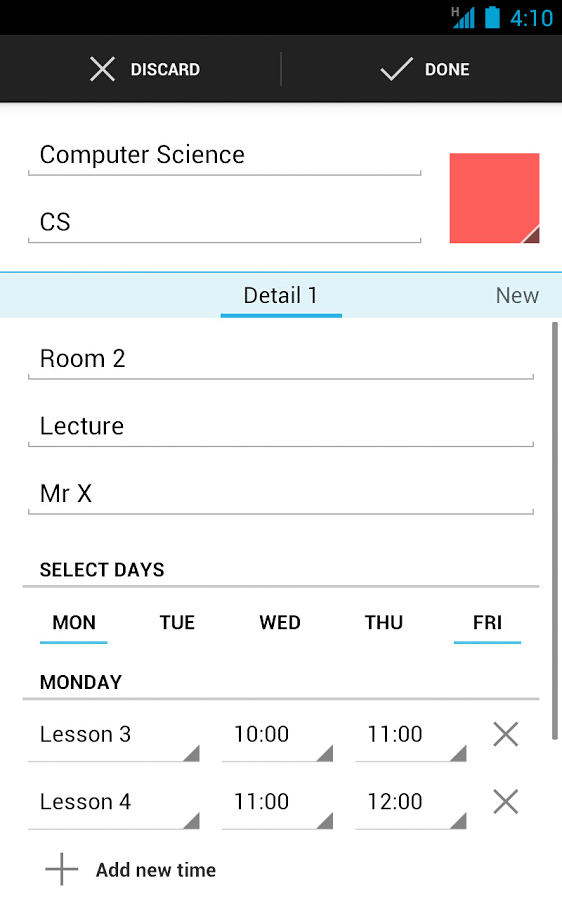 H 4:10
DISCARD DONE
Computer Science
CS
Detail 1 New
Room 2
Lecture
Mr X
SELECT DAYS
MON TUE WED THU FRI
MONDAY
Lesson 3 10:00 11:00
Lesson 4 11:00 12:00
Add new time